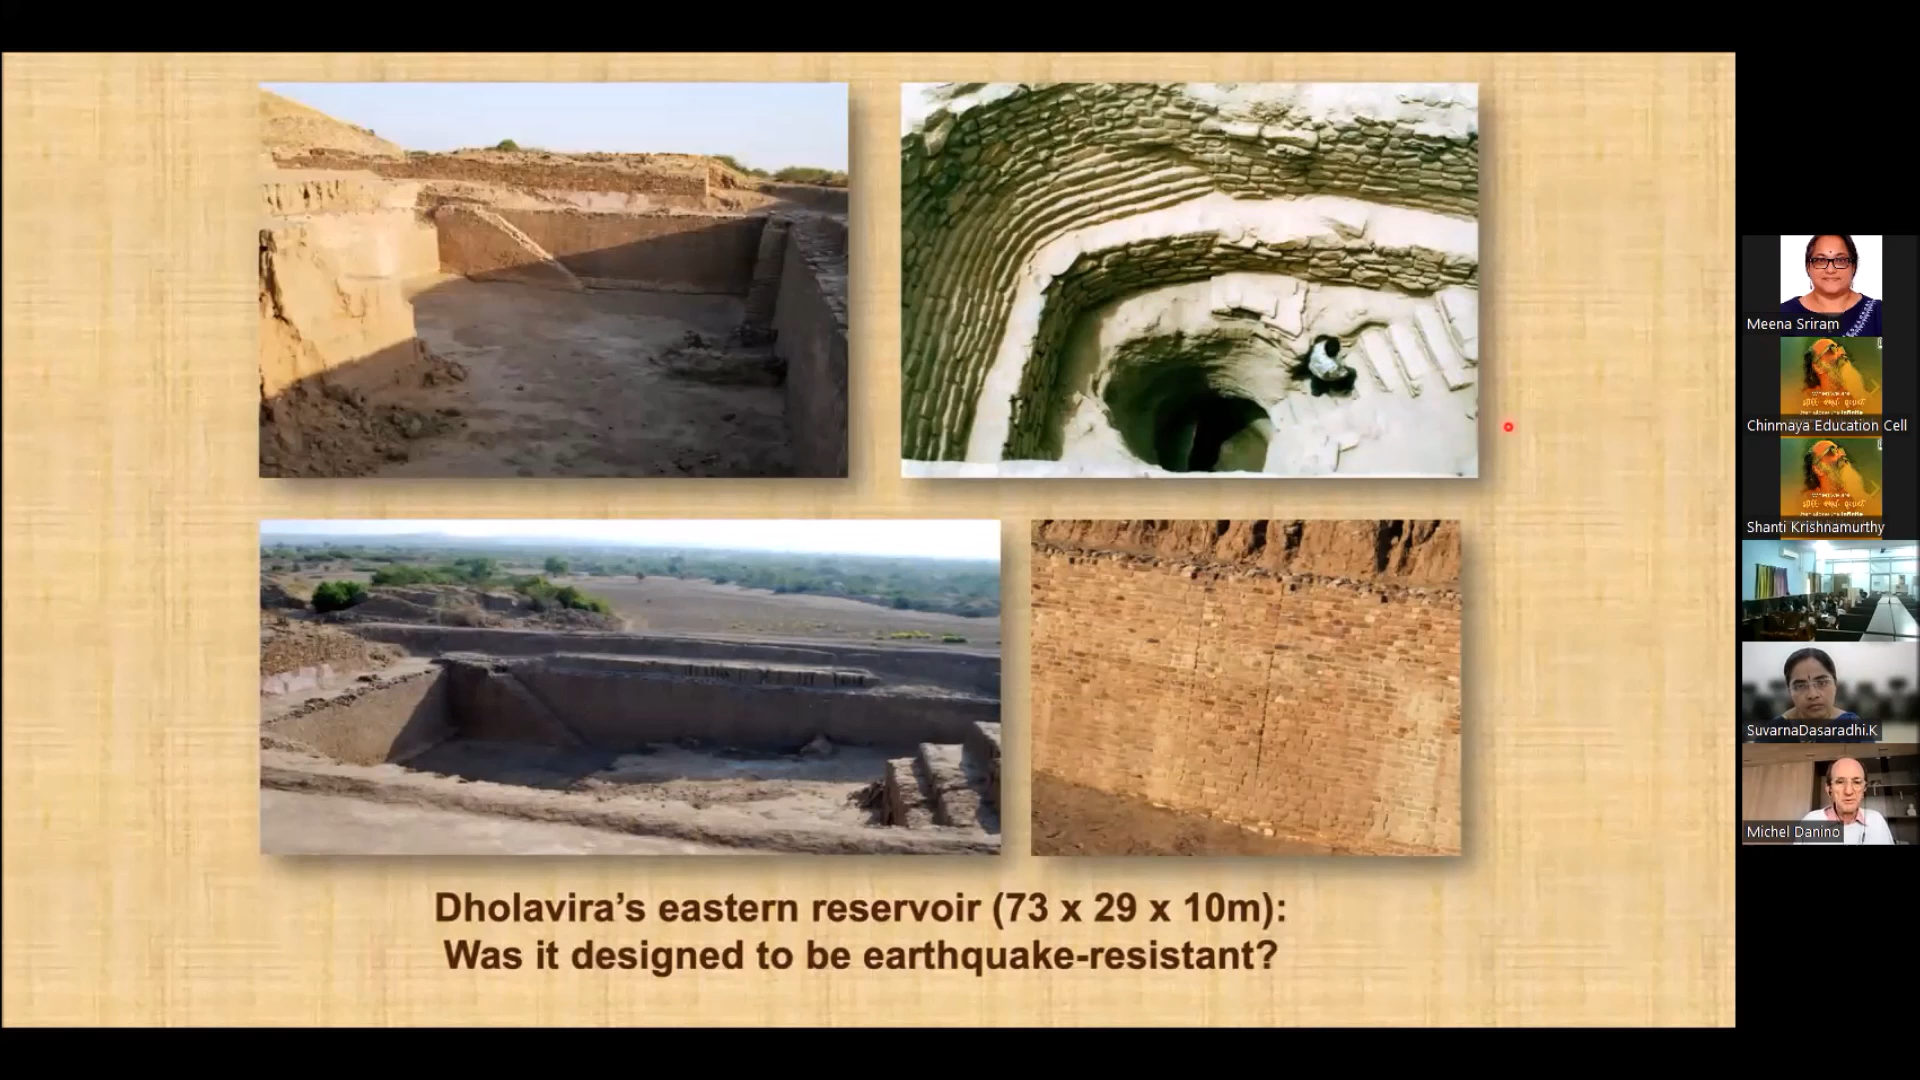 Dholavira’s eastern reservoir (73 x 29 x 10m):
Was it designed to be earthquake-resistant?
Meena Sriram
Chinmaya Education Cell
Shanti Krishnamurthy
SuvarnaDasaradhi.K
Michel Danino